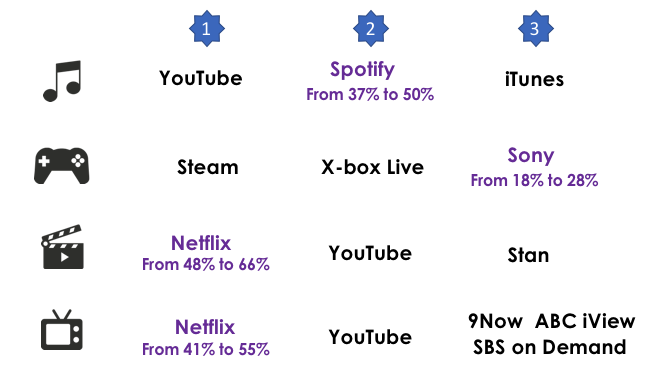 1 2 3
YouTube Spotify iTunes
From 37% to 50%
Steam X-box Live Sony
From 18% to 28%
Netflix YouTube Stan
From 48% to 66%
Netflix YouTube 9Now ABC iView
From 41% to 55% SBS on Demand